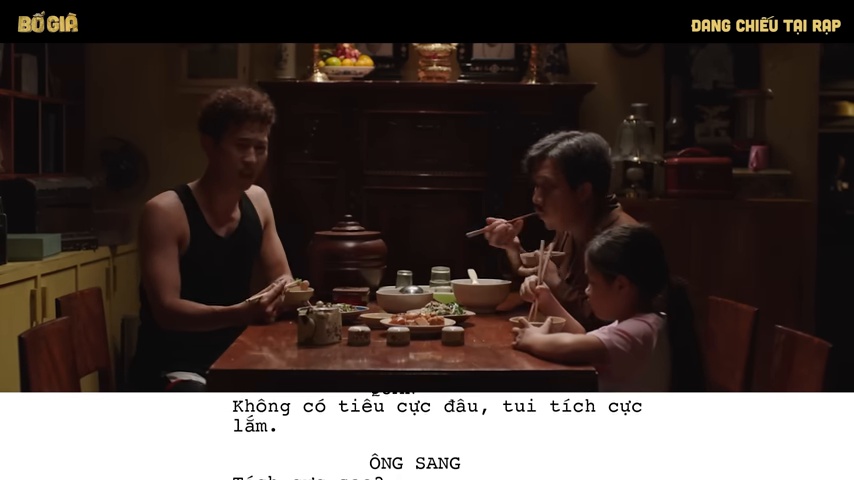 BỐ GIÀ
ĐANG CHIẾU TẠI RẠP
Không có tiêu cực đâu, tui tích cực
lắm.
ÔNG SANG